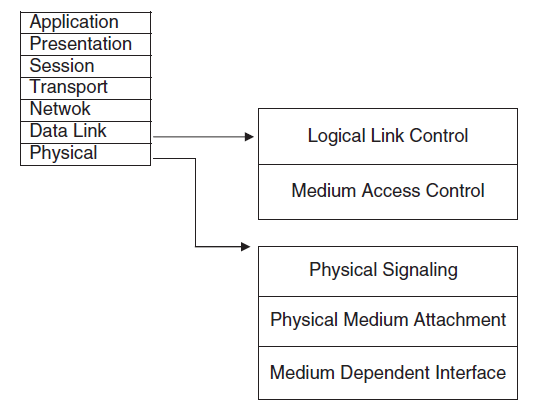 Application
Presentation
Session
Transport
Netwok
Data Link
Physical
Logical Link Control
Medium Access Control
Physical Signaling
Physical Medium Attachment
Medium Dependent Interface